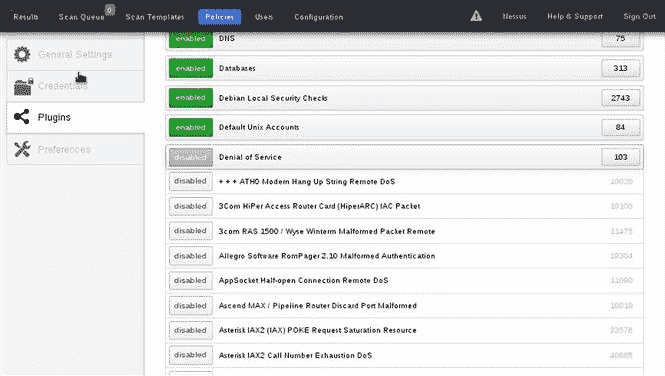 Results Scan Queue 0 Scan Templates Policies Users Configuration Nessus Help & Support Sign Out
General Settings
Credentials
Plugins
Preferences
enabled DNS 75
enabled Databases 313
enabled Debian Local Security Checks 2743
enabled Default Unix Accounts 84
disabled Denial of Service 103
disabled + + + ATH0 Modem Hang Up String Remote DoS 10020
disabled 3Com HiPer Access Router Card (HiperARC) IAC Packet 10108
disabled 3com RAS 1500 / Wyse Winterm Malformed Packet Remote 11475
disabled Allegro Software RomPager 2.10 Malformed Authentication 19304
disabled AppSocket Half-open Connection Remote DoS 11090
disabled Ascend MAX / Pipeline Router Discard Port Malformed 10019
disabled Asterisk IAX2 (IAX) POKE Request Saturation Resource 33576
disabled Asterisk IAX2 Call Number Exhaustion DoS